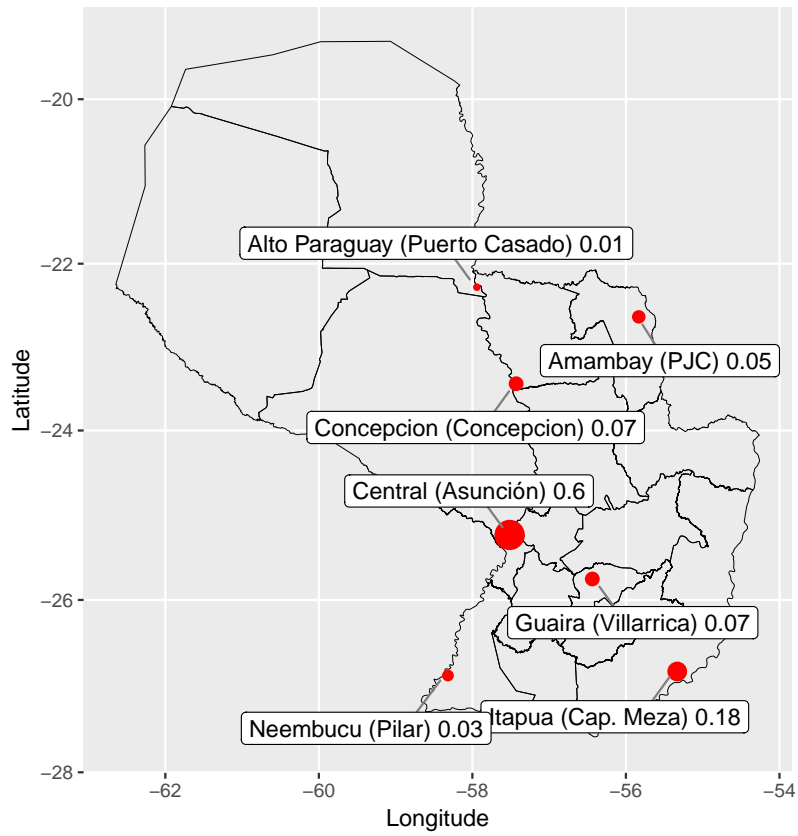 −20
Alto Paraguay (Puerto Casado) 0.01
−22
Amambay (PJC) 0.05
Concepcion (Concepcion) 0.07
−24
Central (Asunción) 0.6
−26
Guaira (Villarrica) 0.07
Neembucu (Pilar) 0.03
Itapua (Cap. Meza) 0.18
−28
−62
−60
−58
−56
−54
Longitude
Latitude